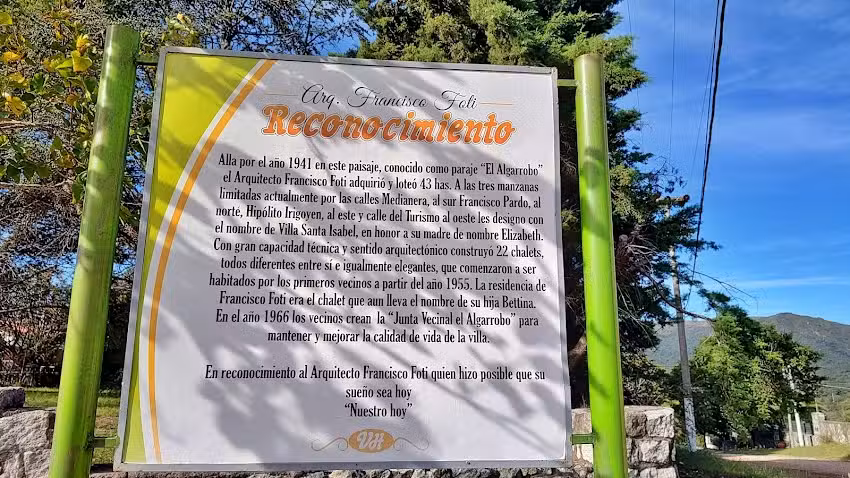 Arq. Francisco Foti
Reconocimiento
Alla por el año 1941 en este paisaje, conocido como paraje "El Algarrobo"
el Arquitecto Francisco Foti adquirió y loteó 43 has. A las tres manzanas
limitadas actualmente por las calles Medianera, al sur Francisco Pardo, al
norte, Hipólito Irigoyen, al este y calle del Turismo al oeste les designo con
el nombre de Villa Santa Isabel, en honor a su madre de nombre Elizabeth.
Con gran capacidad técnica y sentido arquitectónico construyó 22 chalets,
todos diferentes entre sí e igualmente elegantes, que comenzaron a ser
habitados por los primeros vecinos a partir del año 1955. La residencia de
Francisco Foti era el chalet que aun lleva el nombre de su hija Bettina.
En el año 1966 los vecinos crean la "Junta Vecinal el Algarrobo" para
mantener y mejorar la calidad de vida de la villa.
En reconocimiento al Arquitecto Francisco Foti quien hizo posible que su
sueño sea hoy
"Nuestro hoy"
VH